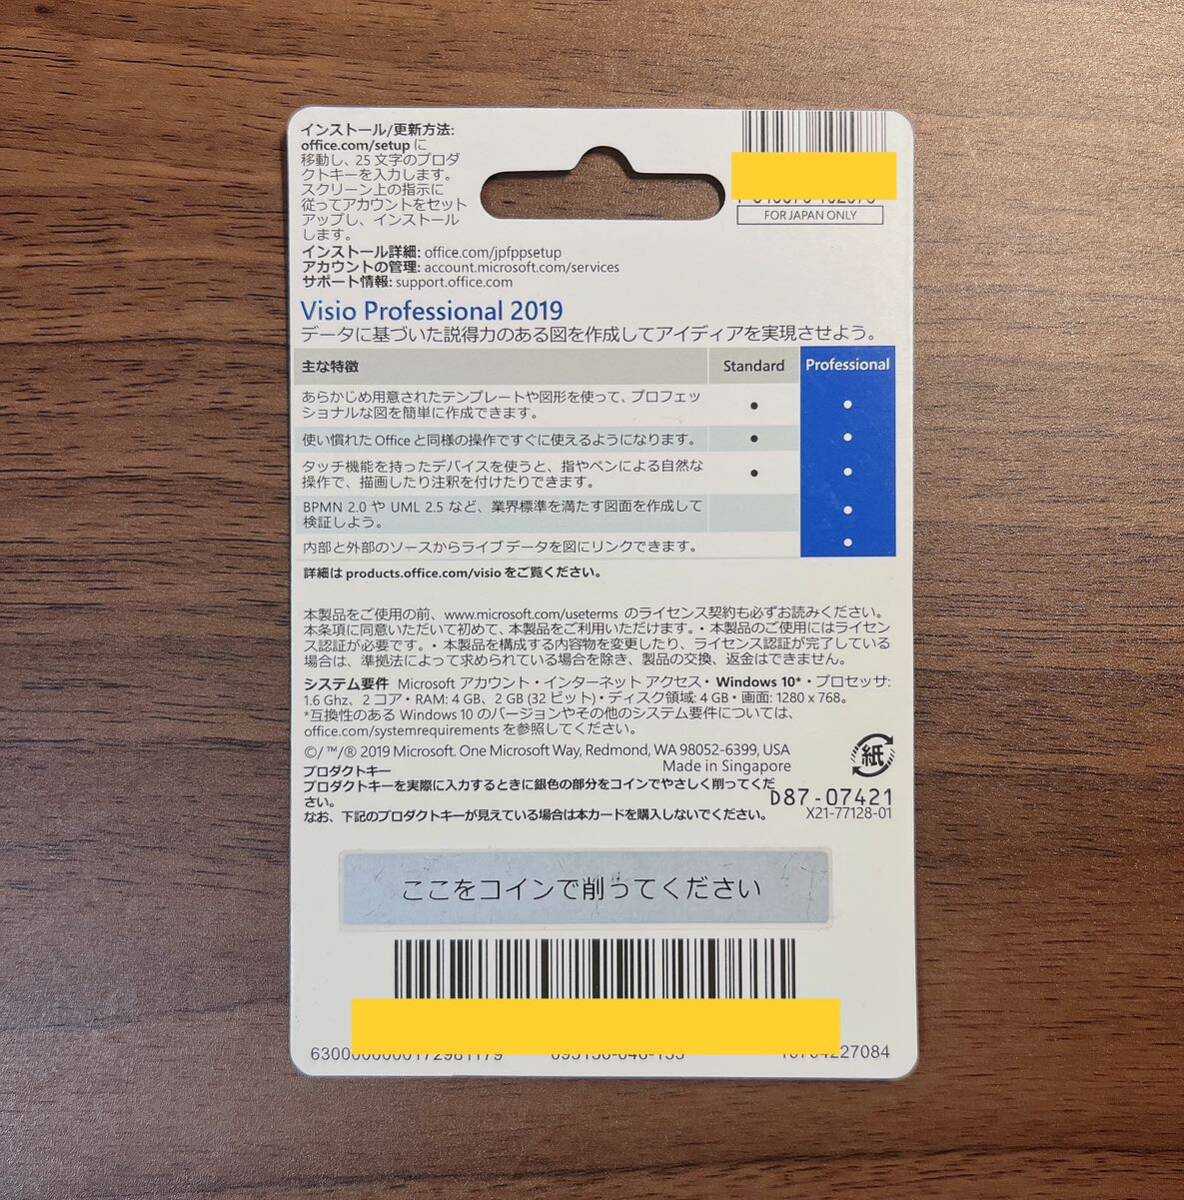 インストール/更新方法:
office.com/setup に
移動し、25 文字のプロダ
クトキーを入力します。
スクリーン上の指示に
従ってアカウントをセット
アップし、インストール
します。
FOR JAPAN ONLY
インストール詳細: office.com/jpfppsetup
アカウントの管理: account.microsoft.com/services
サポート情報: support.office.com
Visio Professional 2019
データに基づいた説得力のある図を作成してアイディアを実現させよう。
主な特徴 Standard Professional
あらかじめ用意されたテンプレートや図形を使って、プロフェッ
ショナルな図を簡単に作成できます。 ● ●
使い慣れた Office と同様の操作ですぐに使えるようになります。 ● ●
タッチ機能を持ったデバイスを使うと、指やペンによる自然な
操作で、描画したり注釈を付けたりできます。 ● ●
BPMN 2.0 や UML 2.5 など、業界標準を満たす図面を作成して
検証しよう。 ●
内部と外部のソースからライブ データを図にリンクできます。 ●
詳細は products.office.com/visio をご覧ください。
本製品をご使用の前、www.microsoft.com/useterms のライセンス契約も必ずお読みください。
本条項に同意いただいて初めて、本製品をご利用いただけます。・本製品のご使用にはライセン
ス認証が必要です。・本製品を構成する内容物を変更したり、ライセンス認証が完了している
場合は、準拠法によって求められている場合を除き、製品の交換、返金はできません。
システム要件 Microsoft アカウント・インターネット アクセス・Windows 10*・プロセッサ:
1.6 Ghz、2 コア・RAM: 4 GB、2 GB (32 ビット)・ディスク領域: 4 GB・画面: 1280 x 768。
*互換性のある Windows 10 のバージョンやその他のシステム要件については、
office.com/systemrequirements を参照してください。
©/™/® 2019 Microsoft. One Microsoft Way, Redmond, WA 98052-6399, USA
Made in Singapore
紙
プロダクトキー
プロダクトキーを実際に入力するときに銀色の部分をコインでやさしく削ってくだ
さい。
D87-07421
なお、下記のプロダクトキーが見えている場合は本カードを購入しないでください。
X21-77128-01
ここをコインで削ってください